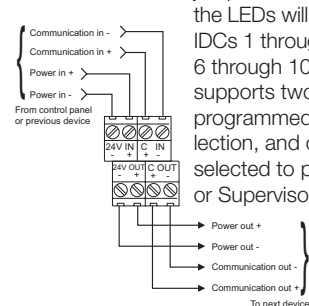 the LEDs will
IDCs 1 through
6 through 10
supports two
programmed
lection, and
selected to p
or Superviso
Communication in -
Communication in +
Power in +
Power in -
From control panel
or previous device
24V IN C IN
- + + -
24V OUT C OUT
- + + -
Power out +
Power out -
Communication out -
Communication out +
To next device